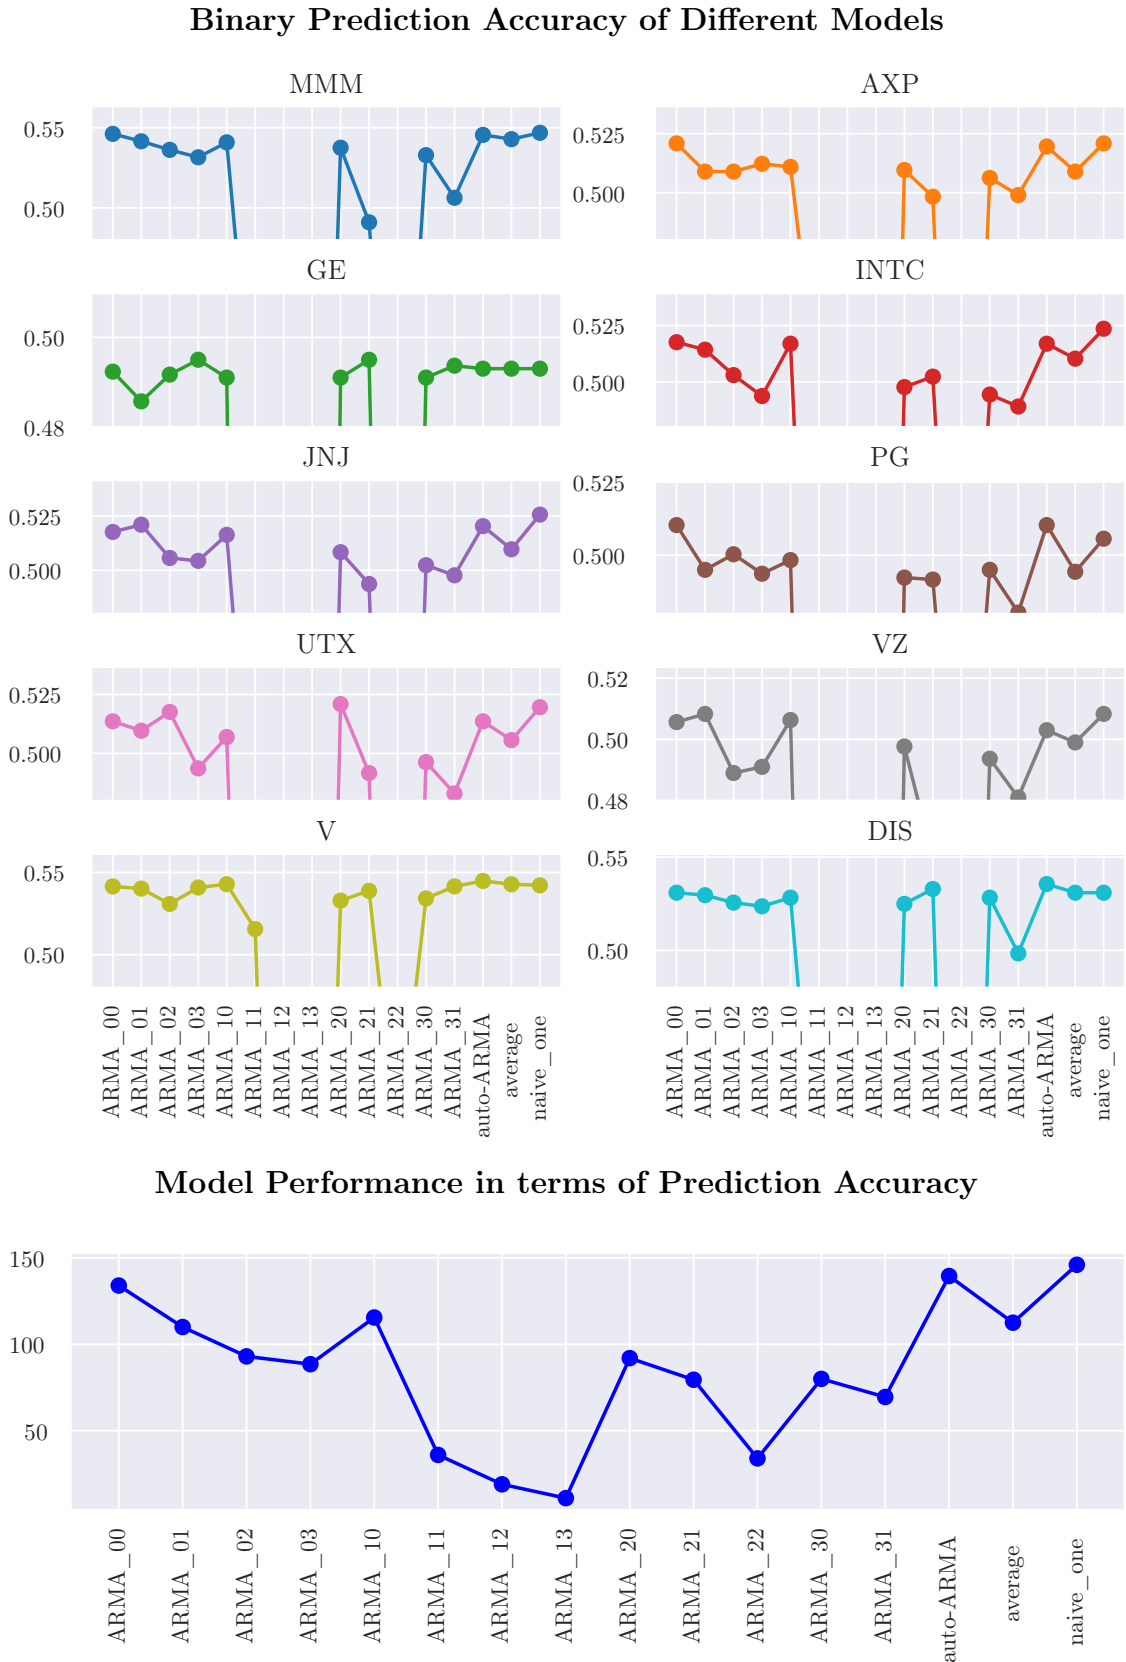 Binary Prediction Accuracy of Different Models
MMM
0.55
0.50
AXP
0.525
0.500
GE
0.50
0.48
INTC
0.525
0.500
JNJ
0.525
0.500
PG
0.525
0.500
UTX
0.525
0.500
VZ
0.52
0.50
0.48
V
0.55
0.50
DIS
0.55
0.50
ARMA_00
ARMA_01
ARMA_02
ARMA_03
ARMA_10
ARMA_11
ARMA_12
ARMA_13
ARMA_20
ARMA_21
ARMA_22
ARMA_30
ARMA_31
auto-ARMA
average
naive_one
ARMA_00
ARMA_01
ARMA_02
ARMA_03
ARMA_10
ARMA_11
ARMA_12
ARMA_13
ARMA_20
ARMA_21
ARMA_22
ARMA_30
ARMA_31
auto-ARMA
average
naive_one
Model Performance in terms of Prediction Accuracy
150
100
50
ARMA_00
ARMA_01
ARMA_02
ARMA_03
ARMA_10
ARMA_11
ARMA_12
ARMA_13
ARMA_20
ARMA_21
ARMA_22
ARMA_30
ARMA_31
auto-ARMA
average
naive_one